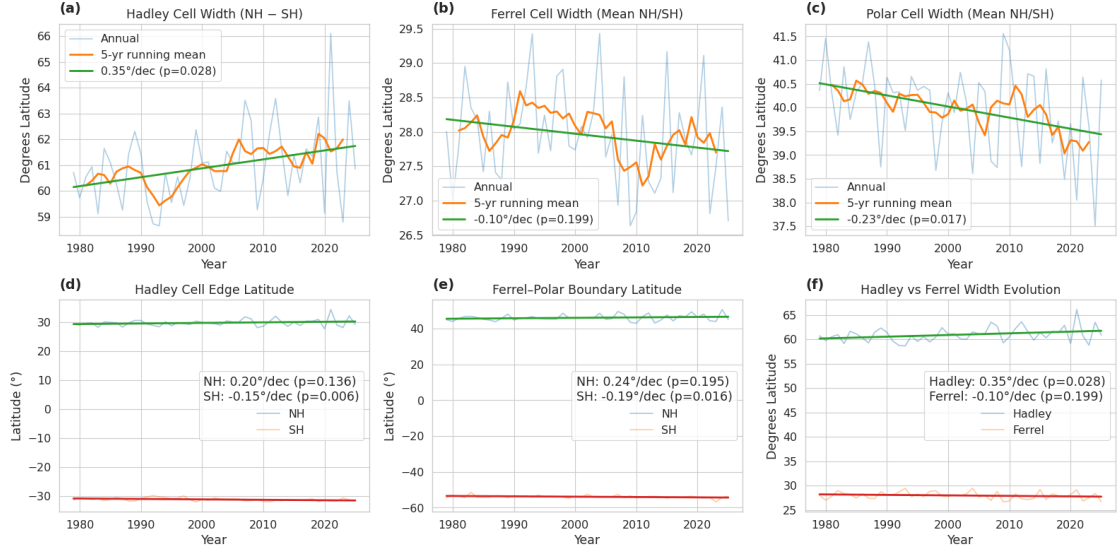 (a)
Hadley Cell Width (NH − SH)
Degrees Latitude
66
65
64
63
62
61
60
59
Annual
5-yr running mean
0.35°/dec (p=0.028)
1980
1990
2000
2010
2020
Year
(b)
Ferrel Cell Width (Mean NH/SH)
Degrees Latitude
29.5
29.0
28.5
28.0
27.5
27.0
26.5
Annual
5-yr running mean
-0.10°/dec (p=0.199)
1980
1990
2000
2010
2020
Year
(c)
Polar Cell Width (Mean NH/SH)
Degrees Latitude
41.5
41.0
40.5
40.0
39.5
39.0
38.5
38.0
37.5
Annual
5-yr running mean
-0.23°/dec (p=0.017)
1980
1990
2000
2010
2020
Year
(d)
Hadley Cell Edge Latitude
Latitude (°)
40
30
20
10
0
−10
−20
−30
NH: 0.20°/dec (p=0.136)
SH: -0.15°/dec (p=0.006)
NH
SH
1980
1990
2000
2010
2020
Year
(e)
Ferrel–Polar Boundary Latitude
Latitude (°)
40
20
0
−20
−40
−60
NH: 0.24°/dec (p=0.195)
SH: -0.19°/dec (p=0.016)
NH
SH
1980
1990
2000
2010
2020
Year
(f)
Hadley vs Ferrel Width Evolution
Degrees Latitude
65
60
55
50
45
40
35
30
25
Hadley: 0.35°/dec (p=0.028)
Ferrel: -0.10°/dec (p=0.199)
Hadley
Ferrel
1980
1990
2000
2010
2020
Year